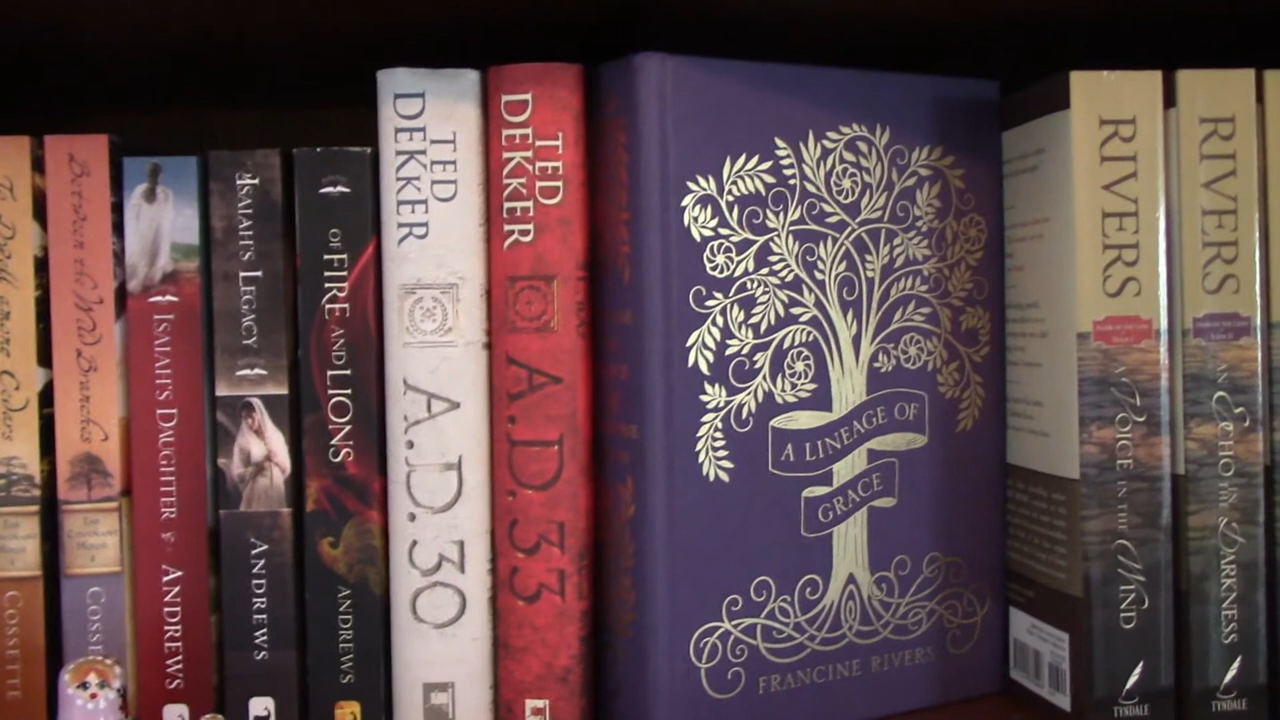 Between the Wild Branches
COSSE
ISAIAH'S DAUGHTER
ANDREWS
ISAIAH'S LEGACY
ANDREWS
OF FIRE AND LIONS
ANDREWS
TED
DEKKER
A.D. 30
TED
DEKKER
A.D. 33
A LINEAGE OF
GRACE
FRANCINE RIVERS
RIVERS
A VOICE IN THE WIND
TYNDALE
RIVERS
AN ECHO IN THE DARKNESS
TYNDALE
COSSETTE